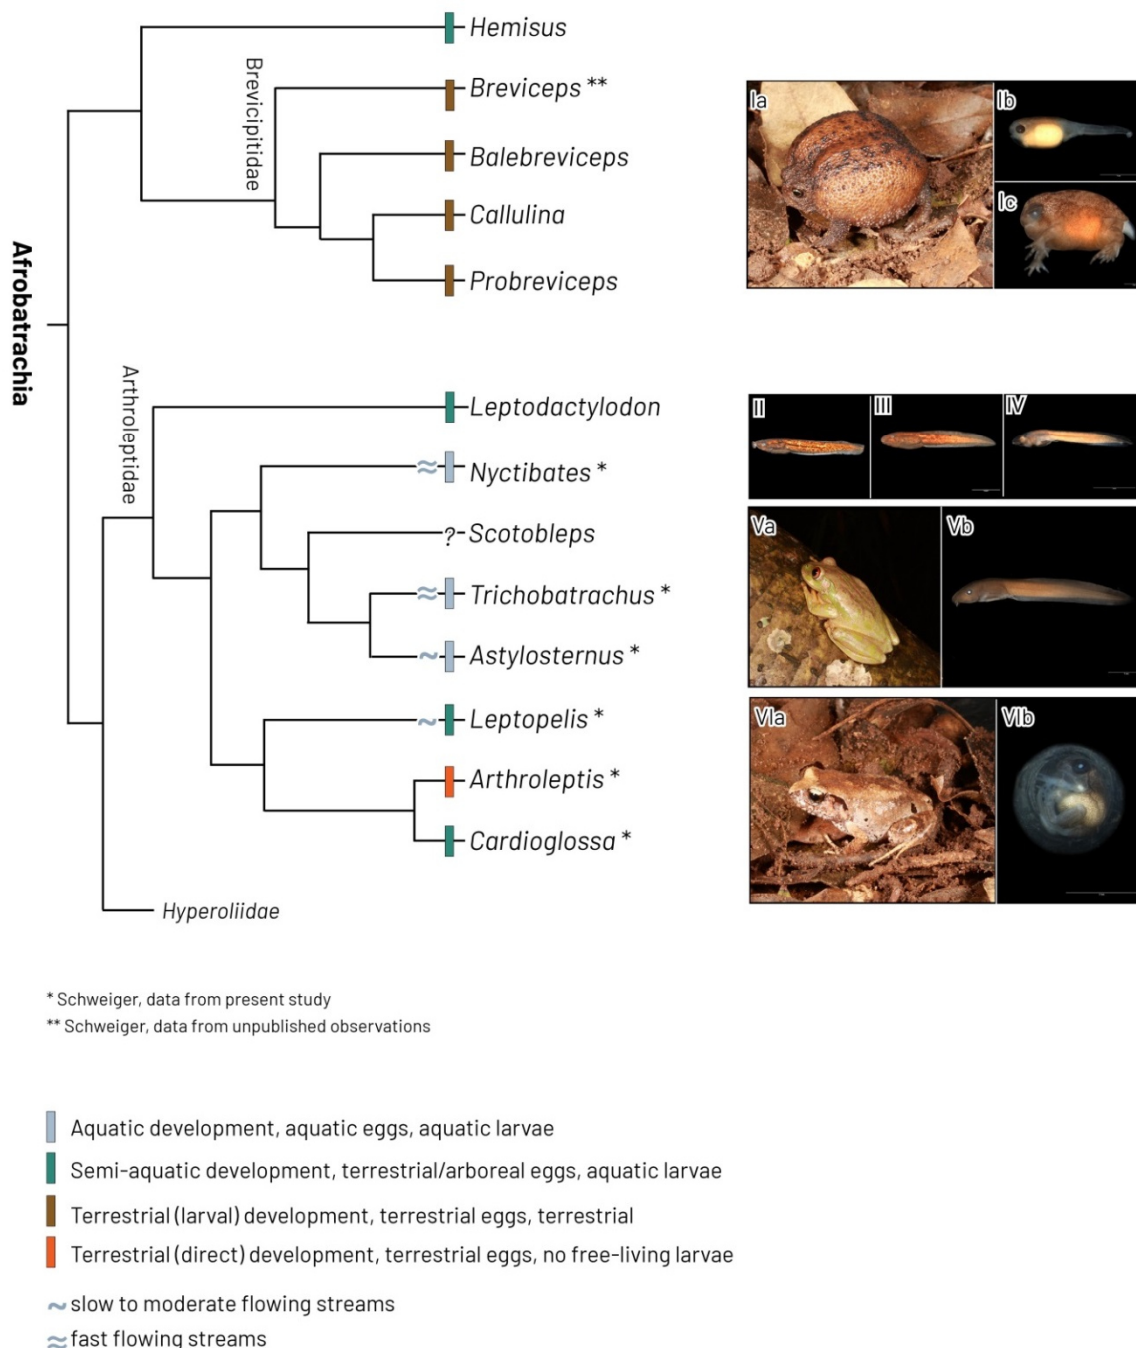 Hemisus
Brevicipitidae
Breviceps **
Balebreviceps
Callulina
Probreviceps
Afrobatrachia
Arthroleptidae
Leptodactylodon
≈ Nyctibates *
?-Scotobleps
≈ Trichobatrachus *
~ Astylosternus *
~ Leptopelis *
Arthroleptis *
Cardioglossa *
Hyperoliidae
Ia
Ib
Ic
II
III
IV
Va
Vb
VIa
VIb
* Schweiger, data from present study
** Schweiger, data from unpublished observations
Aquatic development, aquatic eggs, aquatic larvae
Semi-aquatic development, terrestrial/arboreal eggs, aquatic larvae
Terrestrial (larval) development, terrestrial eggs, terrestrial
Terrestrial (direct) development, terrestrial eggs, no free-living larvae
~ slow to moderate flowing streams
≈ fast flowing streams